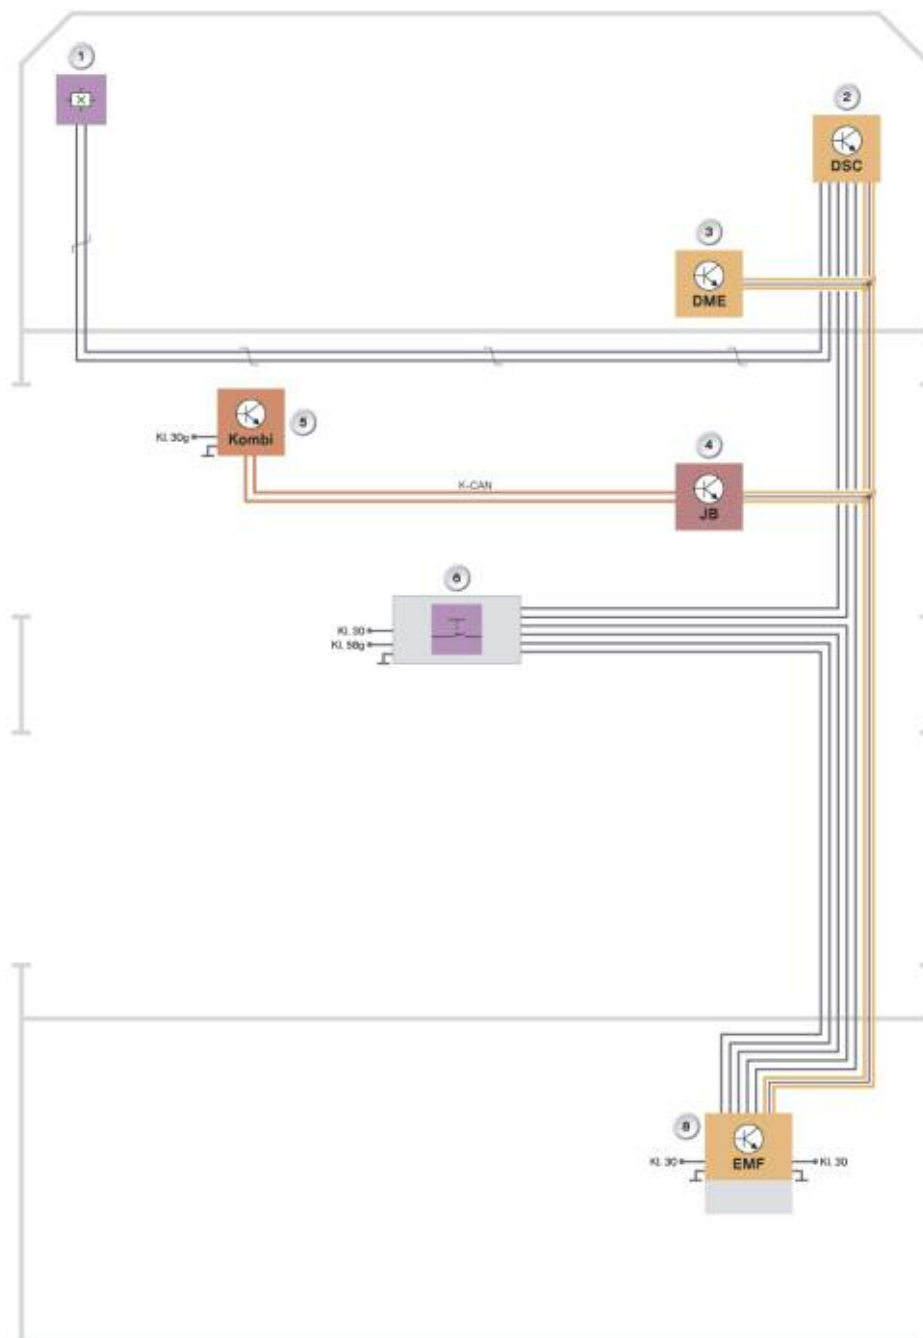 1
2
DSC
3
DME
Kl. 30g
Kombi
5
4
K-CAN
JB
6
Kl. 30
Kl. 58g
8
Kl. 30
EMF
Kl. 30